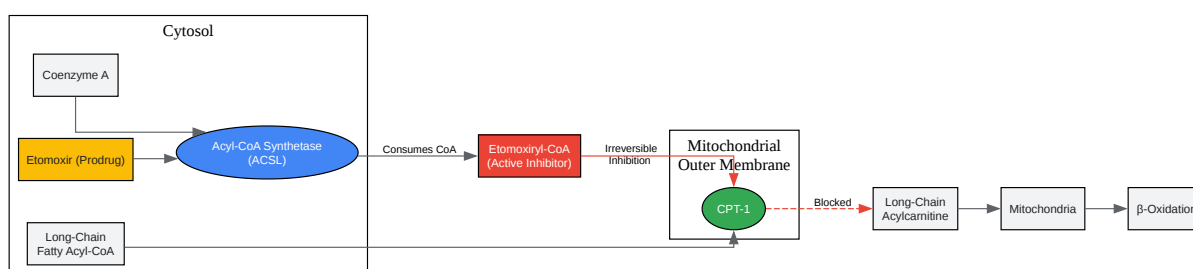 Cytosol
Coenzyme A
Etomoxir (Prodrug)
Acyl-CoA Synthetase
(ACSL)
Consumes CoA
Etomoxiryl-CoA
(Active Inhibitor)
Irreversible
Inhibition
Mitochondrial
Outer Membrane
CPT-1
Blocked
Long-Chain
Acylcarnitine
Mitochondria
β-Oxidation
Long-Chain
Fatty Acyl-CoA